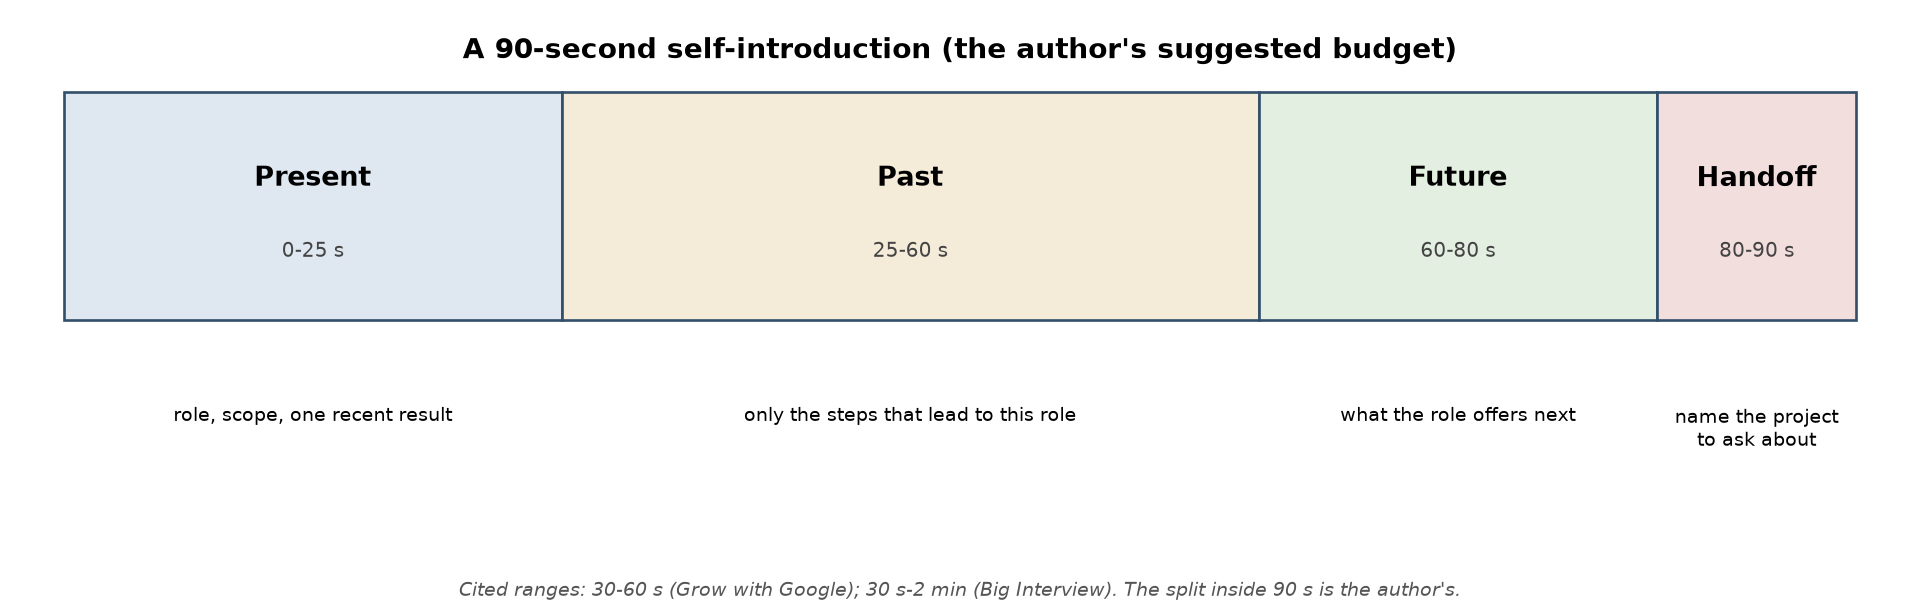 A 90-second self-introduction (the author's suggested budget)
Present
Past
Future
Handoff
0-25 s
25-60 s
60-80 s
80-90 s
role, scope, one recent result
only the steps that lead to this role
what the role offers next
name the project
to ask about
Cited ranges: 30-60 s (Grow with Google); 30 s-2 min (Big Interview). The split inside 90 s is the author's.